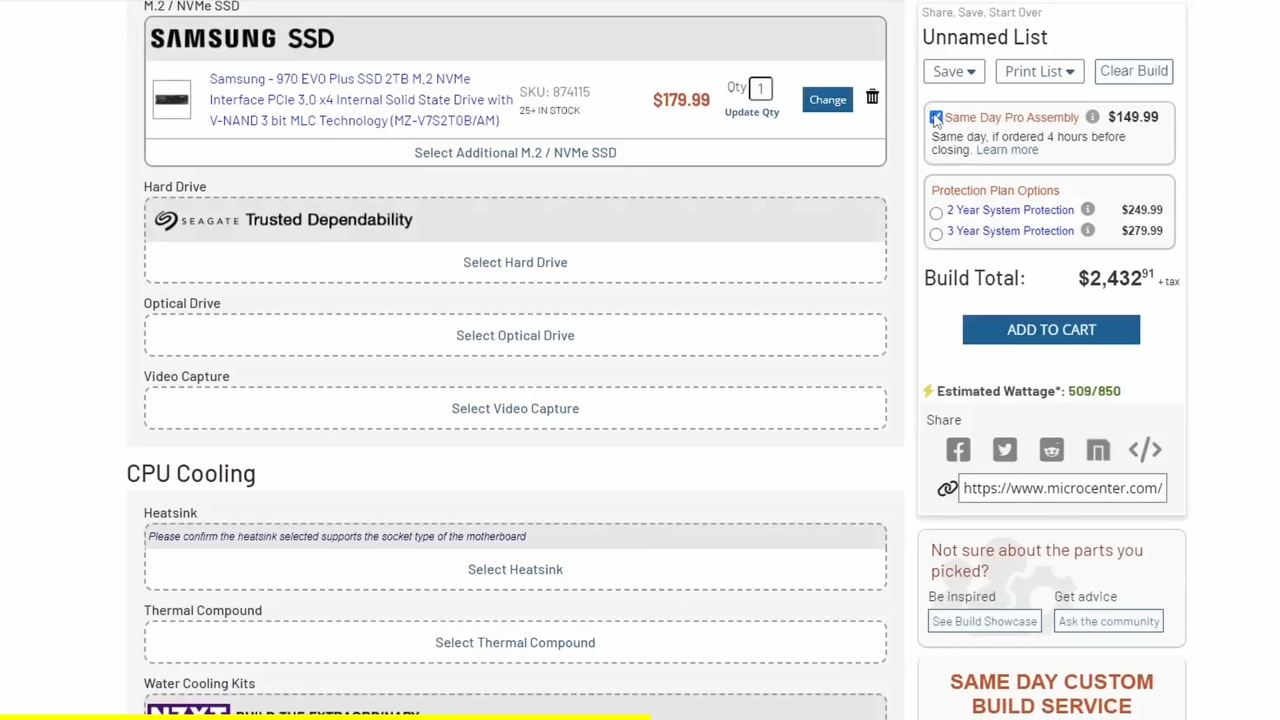 M.2 / NVMe SSD
SAMSUNG SSD
Samsung - 970 EVO Plus SSD 2TB M.2 NVMe
Interface PCIe 3.0 x4 Internal Solid State Drive with
V-NAND 3 bit MLC Technology (MZ-V7S2T0B/AM)
SKU: 874115
25+ IN STOCK
$179.99
Qty 1
Update Qty
Change
Select Additional M.2 / NVMe SSD
Hard Drive
SEAGATE Trusted Dependability
Select Hard Drive
Optical Drive
Select Optical Drive
Video Capture
Select Video Capture
CPU Cooling
Heatsink
Please confirm the heatsink selected supports the socket type of the motherboard
Select Heatsink
Thermal Compound
Select Thermal Compound
Water Cooling Kits
NZXT BUILD THE EXTRAORDINARY
Share, Save, Start Over
Unnamed List
Save
Print List
Clear Build
Same Day Pro Assembly $149.99
Same day, if ordered 4 hours before
closing. Learn more
Protection Plan Options
2 Year System Protection $249.99
3 Year System Protection $279.99
Build Total: $2,432 91 + tax
ADD TO CART
Estimated Wattage*: 509/850
Share
https://www.microcenter.com/
Not sure about the parts you
picked?
Be inspired
Get advice
See Build Showcase
Ask the community
SAME DAY CUSTOM
BUILD SERVICE